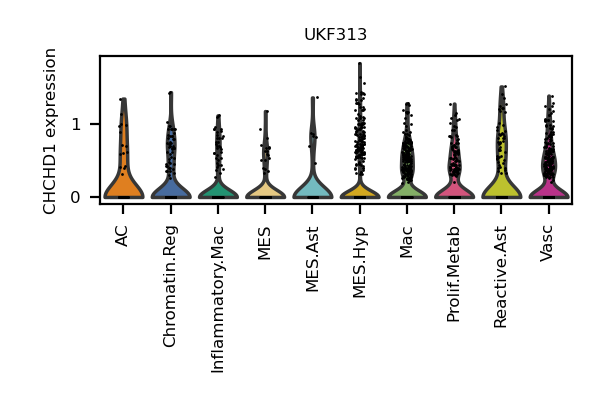 UKF313
CHCHD1 expression
1
0
AC
Chromatin.Reg
Inflammatory.Mac
MES
MES.Ast
MES.Hyp
Mac
Prolif.Metab
Reactive.Ast
Vasc